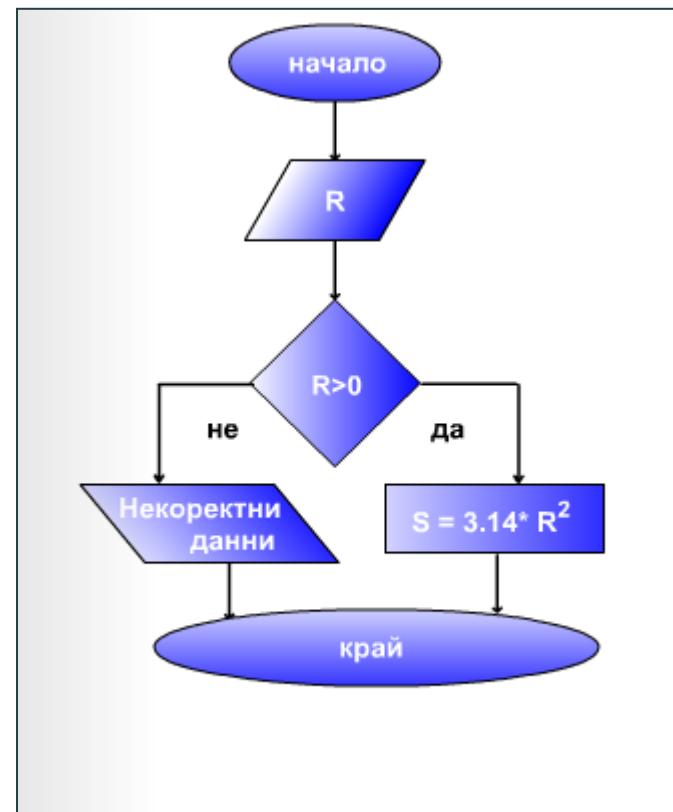 начало
R
R>0
не
да
Некоректни
данни
S = 3.14* R²
край